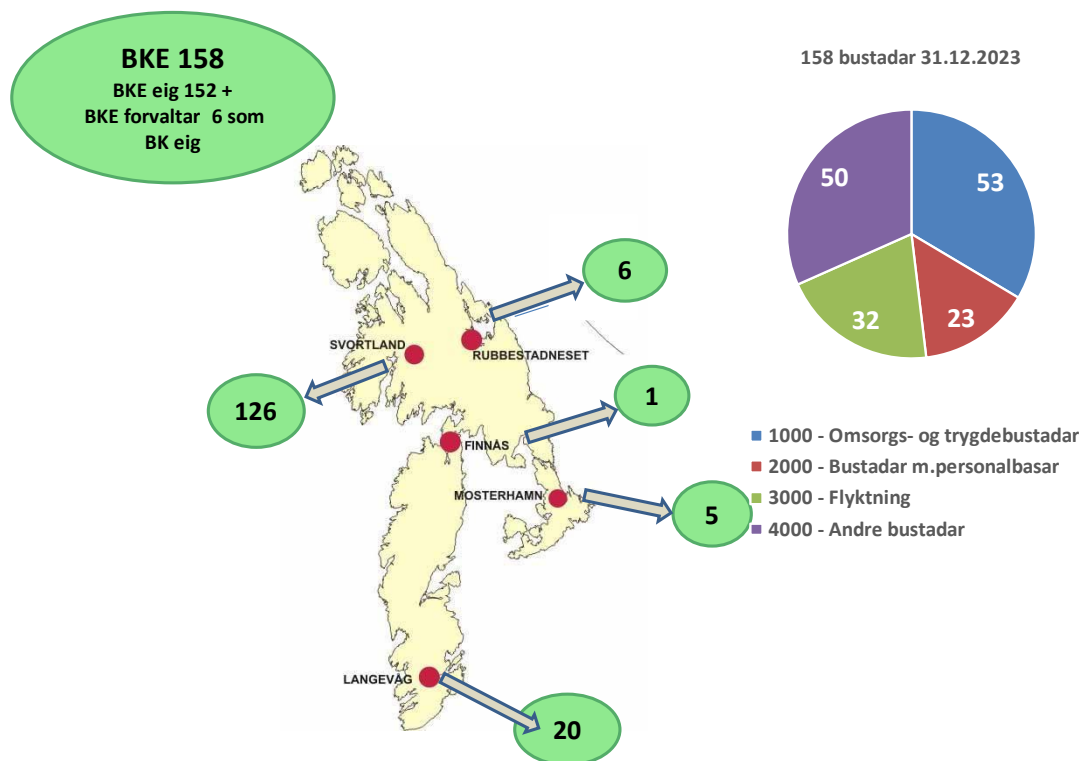 BKE 158
BKE eig 152 +
BKE forvaltar 6 som
BK eig
158 bustadar 31.12.2023
50
53
32
23
6
SVORTLAND
RUBBESTADNESET
126
1
FINNÅS
MOSTERHAMN
5
LANGEVÅG
20
1000 - Omsorgs- og trygdebustadar
2000 - Bustadar m.personalbasar
3000 - Flyktning
4000 - Andre bustadar